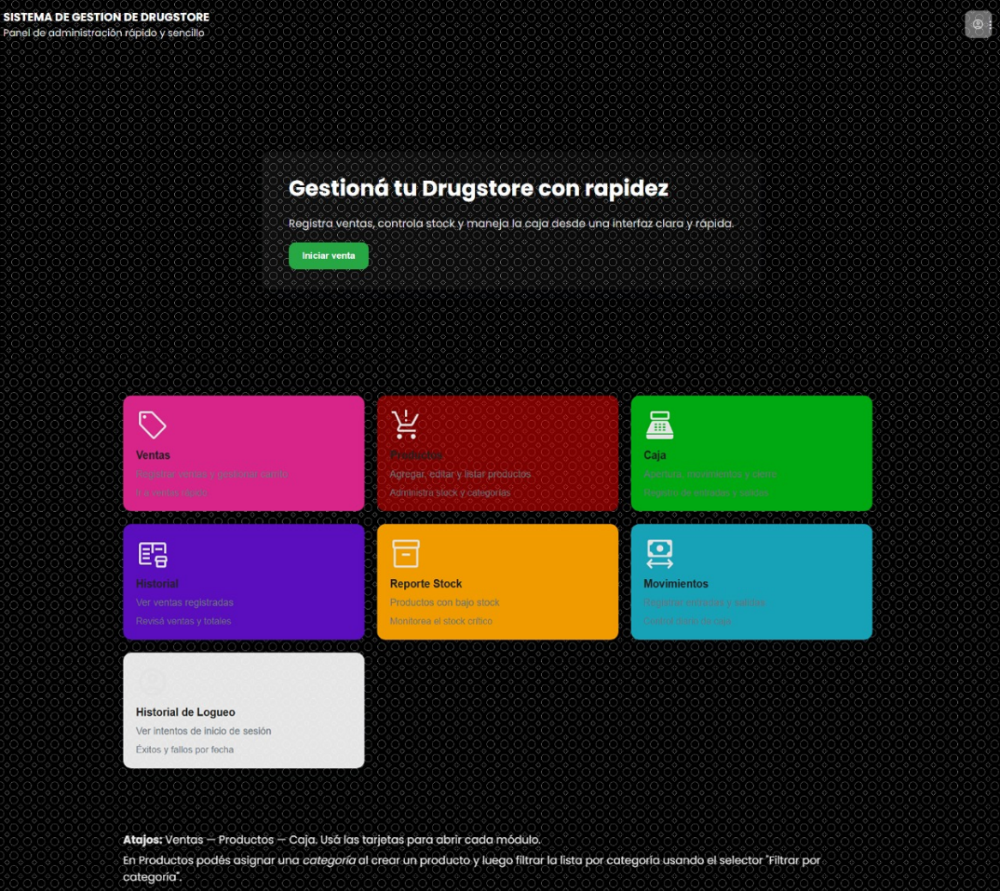 SISTEMA DE GESTION DE DRUGSTORE
Panel de administración rápido y sencillo
Gestioná tu Drugstore con rapidez
Registra ventas, controla stock y maneja la caja desde una interfaz clara y rápida.
Iniciar venta
Ventas
Registrar ventas y gestionar carrito
Ir a ventas rápido
Productos
Agregar, editar y listar productos
Administra stock y categorías
Caja
Apertura, movimientos y cierre
Registro de entradas y salidas
Historial
Ver ventas registradas
Revisá ventas y totales
Reporte Stock
Productos con bajo stock
Monitorea el stock crítico
Movimientos
Registrar entradas y salidas
Control diario de caja
Historial de Logueo
Ver intentos de inicio de sesión
Éxitos y fallos por fecha
Atajos: Ventas — Productos — Caja. Usá las tarjetas para abrir cada módulo.
En Productos podés asignar una categoría al crear un producto y luego filtrar la lista por categoría usando el selector "Filtrar por
categoría".